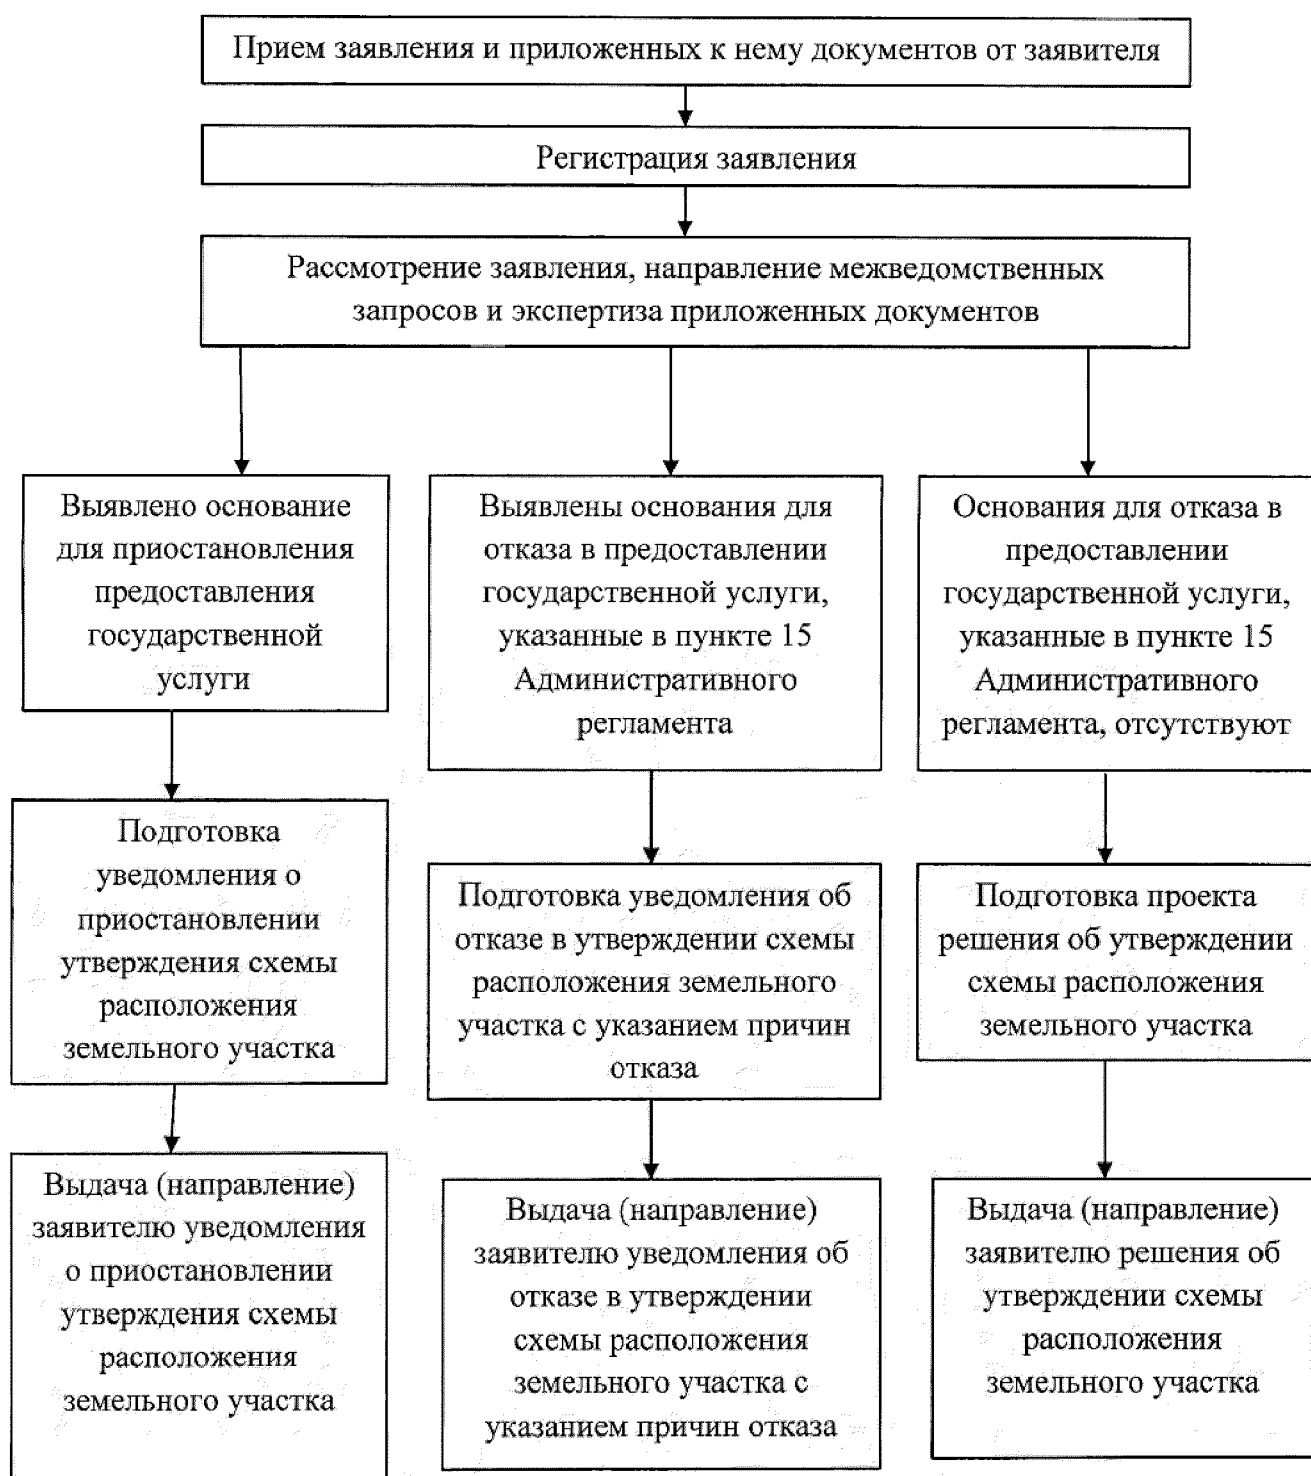 Прием заявления и приложенных к нему документов от заявителя
Регистрация заявления
Рассмотрение заявления, направление межведомственных
запросов и экспертиза приложенных документов
Выявлено основание
для приостановления
предоставления
государственной
услуги
Выявлены основания для
отказа в предоставлении
государственной услуги,
указанные в пункте 15
Административного
регламента
Основания для отказа в
предоставлении
государственной услуги,
указанные в пункте 15
Административного
регламента, отсутствуют
Подготовка
уведомления о
приостановлении
утверждения схемы
расположения
земельного участка
Подготовка уведомления об
отказе в утверждении схемы
расположения земельного
участка с указанием причин
отказа
Подготовка проекта
решения об утверждении
схемы расположения
земельного участка
Выдача (направление)
заявителю уведомления
о приостановлении
утверждения схемы
расположения
земельного участка
Выдача (направление)
заявителю уведомления об
отказе в утверждении
схемы расположения
земельного участка с
указанием причин отказа
Выдача (направление)
заявителю решения об
утверждении схемы
расположения
земельного участка